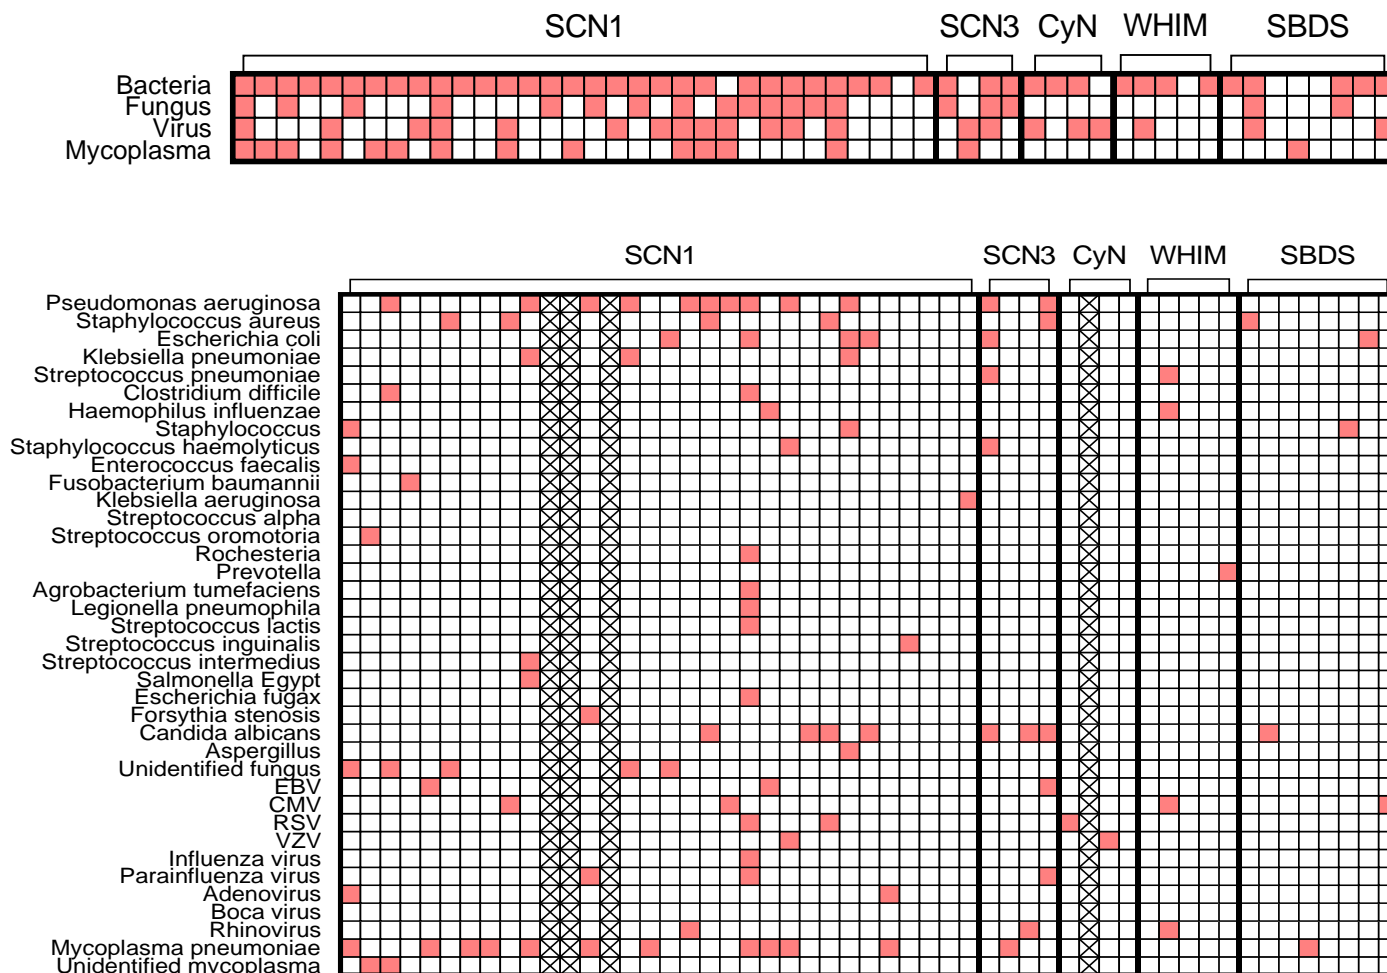 SCN1 SCN3 CyN WHIM SBDS
Bacteria
Fungus
Virus
Mycoplasma
SCN1 SCN3 CyN WHIM SBDS
Pseudomonas aeruginosa
Staphylococcus aureus
Escherichia coli
Klebsiella pneumoniae
Streptococcus pneumoniae
Clostridium difficile
Haemophilus influenzae
Staphylococcus
Staphylococcus haemolyticus
Enterococcus faecalis
Fusobacterium baumannii
Klebsiella aeruginosa
Streptococcus alpha
Streptococcus oromotoria
Rochesteria
Prevotella
Agrobacterium tumefaciens
Legionella pneumophila
Streptococcus lactis
Streptococcus inguinalis
Streptococcus intermedius
Salmonella Egypt
Escherichia fugax
Forsythia stenosis
Candida albicans
Aspergillus
Unidentified fungus
EBV
CMV
RSV
VZV
Influenza virus
Parainfluenza virus
Adenovirus
Boca virus
Rhinovirus
Mycoplasma pneumoniae
Unidentified mycoplasma